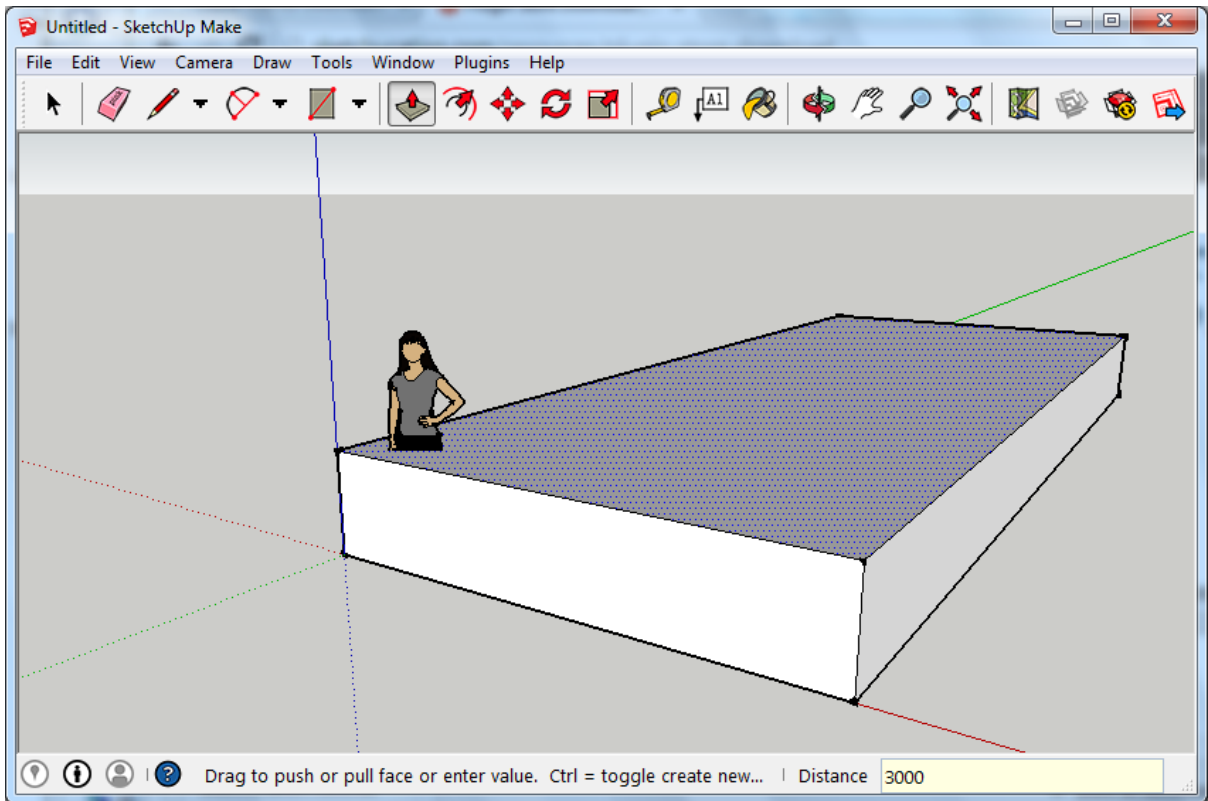 Untitled - SketchUp Make
File Edit View Camera Draw Tools Window Plugins Help
A1
Drag to push or pull face or enter value. Ctrl = toggle create new... Distance 3000